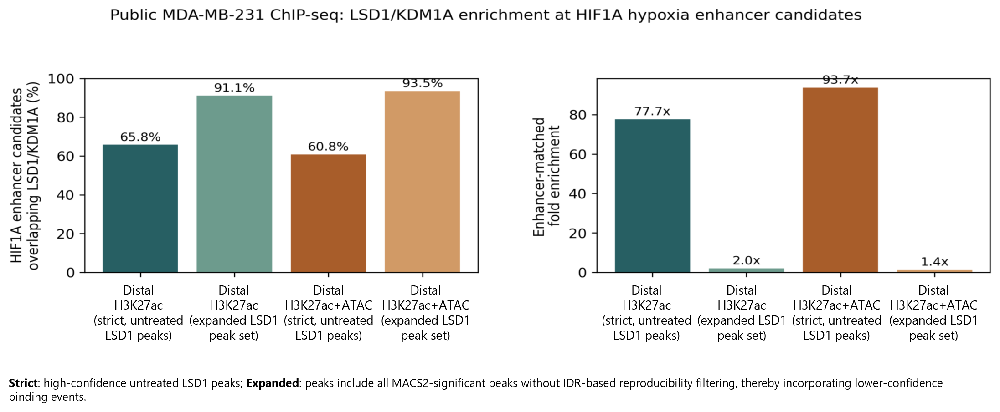 Public MDA-MB-231 ChIP-seq: LSD1/KDM1A enrichment at HIF1A hypoxia enhancer candidates
HIF1A enhancer candidates
overlapping LSD1/KDM1A (%)
100
80
60
40
20
0
65.8%
91.1%
60.8%
93.5%
Distal
H3K27ac
(strict, untreated
LSD1 peaks)
Distal
H3K27ac
(expanded LSD1
peak set)
Distal
H3K27ac+ATAC
(strict, untreated
LSD1 peaks)
Distal
H3K27ac+ATAC
(expanded LSD1
peak set)
Enhancer-matched
fold enrichment
80
60
40
20
0
77.7x
2.0x
93.7x
1.4x
Distal
H3K27ac
(strict, untreated
LSD1 peaks)
Distal
H3K27ac
(expanded LSD1
peak set)
Distal
H3K27ac+ATAC
(strict, untreated
LSD1 peaks)
Distal
H3K27ac+ATAC
(expanded LSD1
peak set)
Strict: high-confidence untreated LSD1 peaks; Expanded: peaks include all MACS2-significant peaks without IDR-based reproducibility filtering, thereby incorporating lower-confidence
binding events.